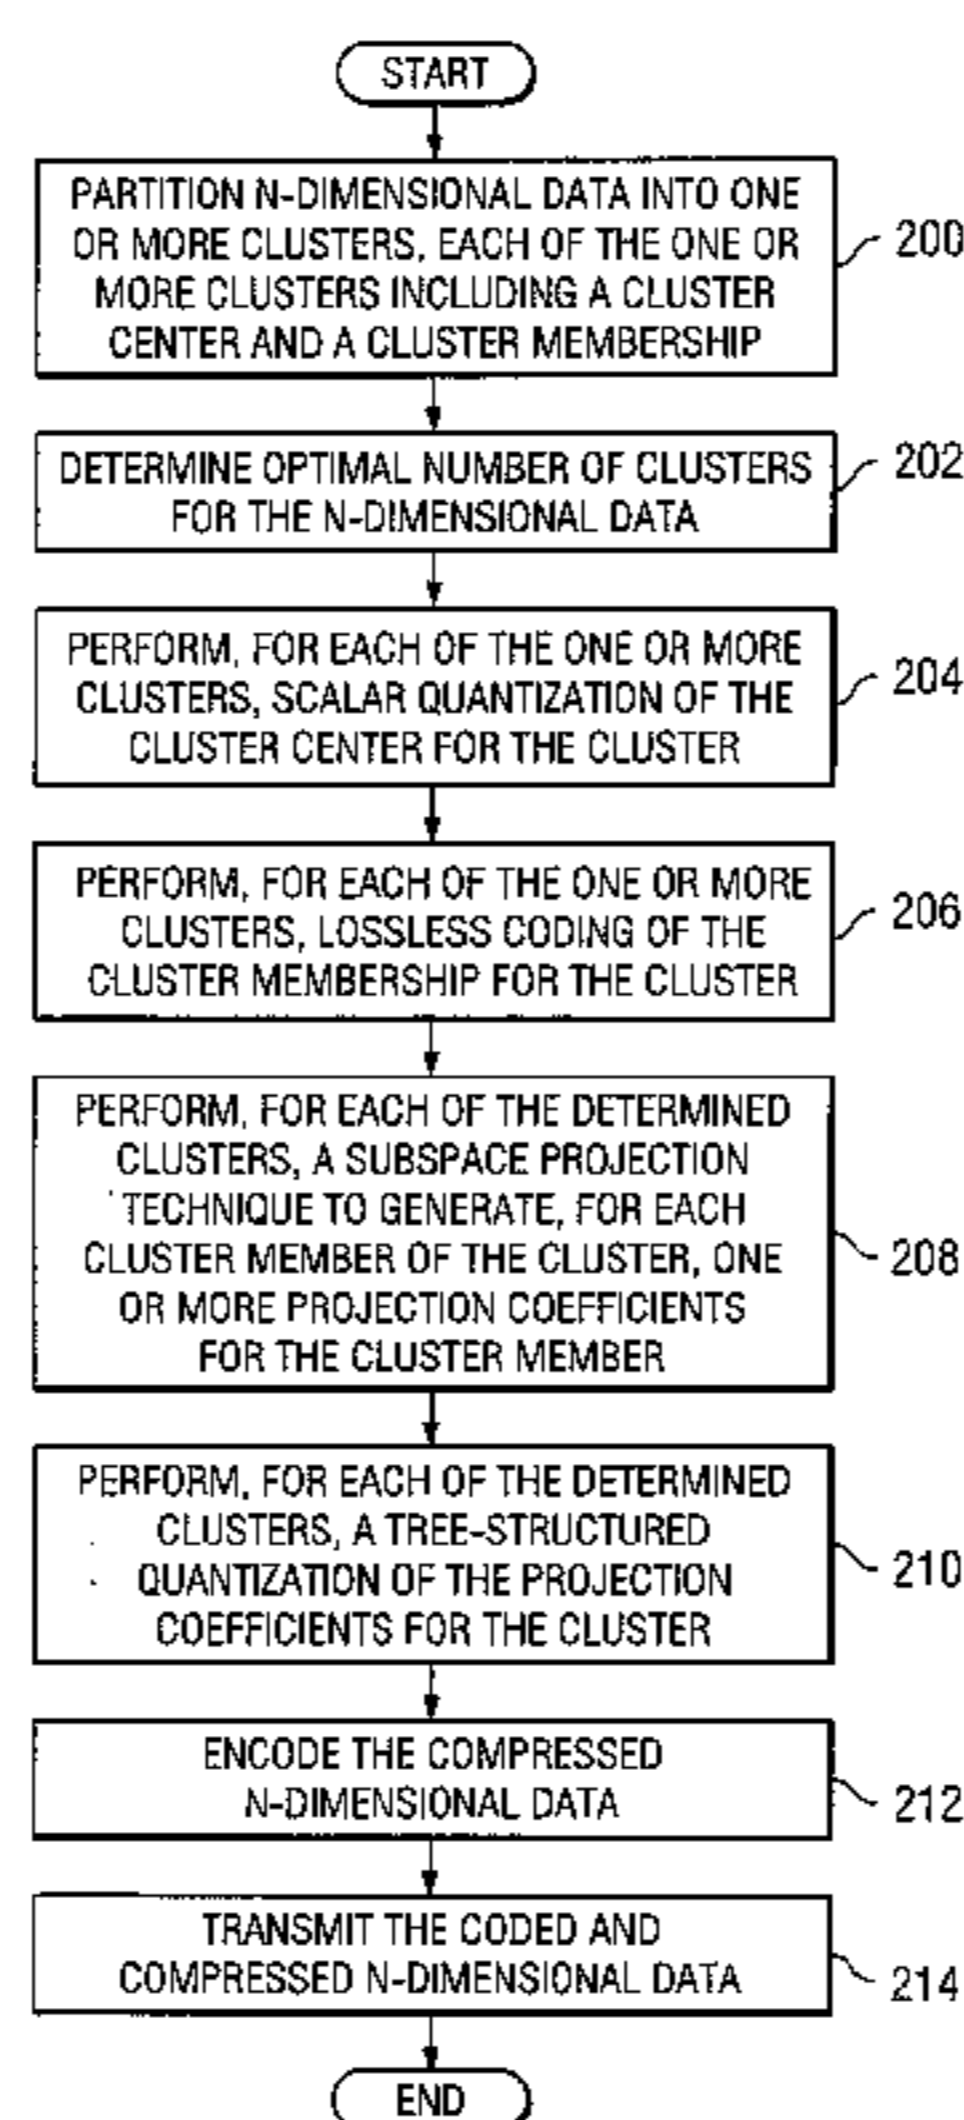 START
PARTITION N-DIMENSIONAL DATA INTO ONE
OR MORE CLUSTERS, EACH OF THE ONE OR
MORE CLUSTERS INCLUDING A CLUSTER
CENTER AND A CLUSTER MEMBERSHIP
200
DETERMINE OPTIMAL NUMBER OF CLUSTERS
FOR THE N-DIMENSIONAL DATA
202
PERFORM, FOR EACH OF THE ONE OR MORE
CLUSTERS, SCALAR QUANTIZATION OF THE
CLUSTER CENTER FOR THE CLUSTER
204
PERFORM, FOR EACH OF THE ONE OR MORE
CLUSTERS, LOSSLESS CODING OF THE
CLUSTER MEMBERSHIP FOR THE CLUSTER
206
PERFORM, FOR EACH OF THE DETERMINED
CLUSTERS, A SUBSPACE PROJECTION
TECHNIQUE TO GENERATE, FOR EACH
CLUSTER MEMBER OF THE CLUSTER, ONE
OR MORE PROJECTION COEFFICIENTS
FOR THE CLUSTER MEMBER
208
PERFORM, FOR EACH OF THE DETERMINED
CLUSTERS, A TREE-STRUCTURED
QUANTIZATION OF THE PROJECTION
COEFFICIENTS FOR THE CLUSTER
210
ENCODE THE COMPRESSED
N-DIMENSIONAL DATA
212
TRANSMIT THE CODED AND
COMPRESSED N-DIMENSIONAL DATA
214
END